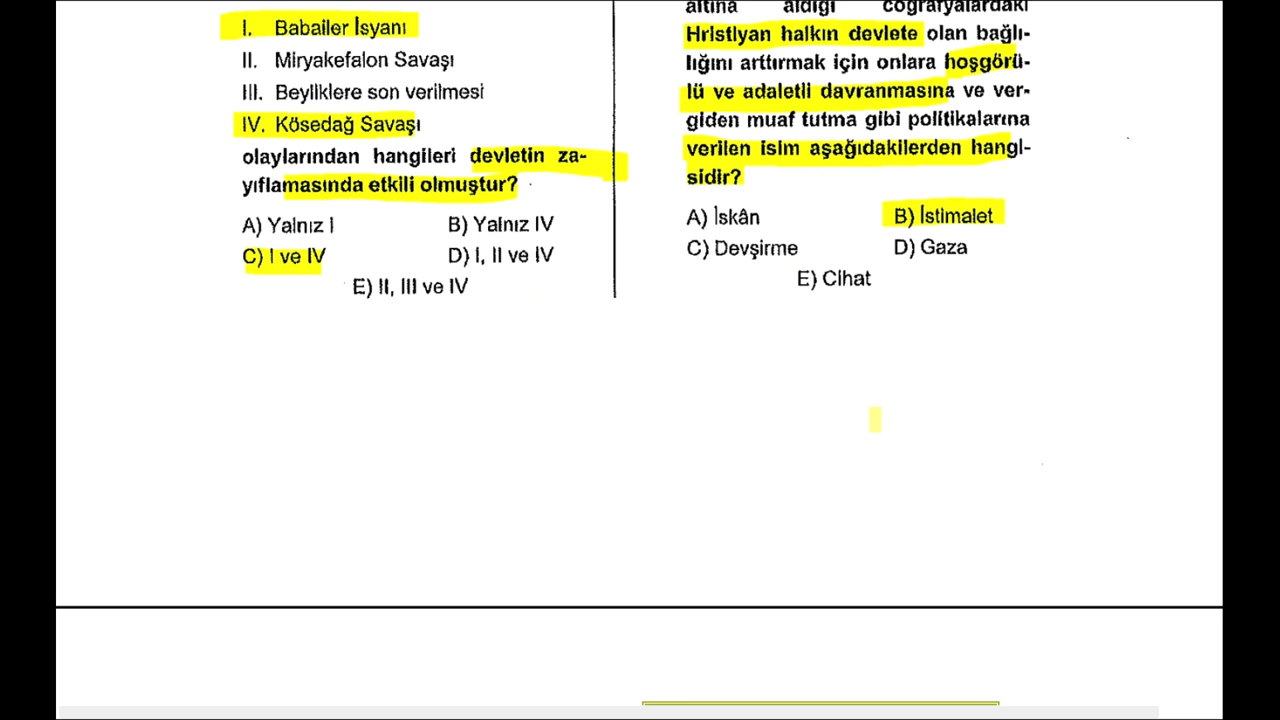 I. Babailer İsyanı
II. Miryakefalon Savaşı
III. Beyliklere son verilmesi
IV. Kösedağ Savaşı
olaylarından hangileri devletin za-
yıflamasında etkili olmuştur?
A) Yalnız I
B) Yalnız IV
C) I ve IV
D) I, II ve IV
E) II, III ve IV
altına aldığı coğrafyalardaki
Hristiyan halkın devlete olan bağlı-
lığını arttırmak için onlara hoşgörü-
lü ve adaletli davranmasına ve ver-
giden muaf tutma gibi politikalarına
verilen isim aşağıdakilerden hangi-
sidir?
A) İskân
B) İstimalet
C) Devşirme
D) Gaza
E) Cihat